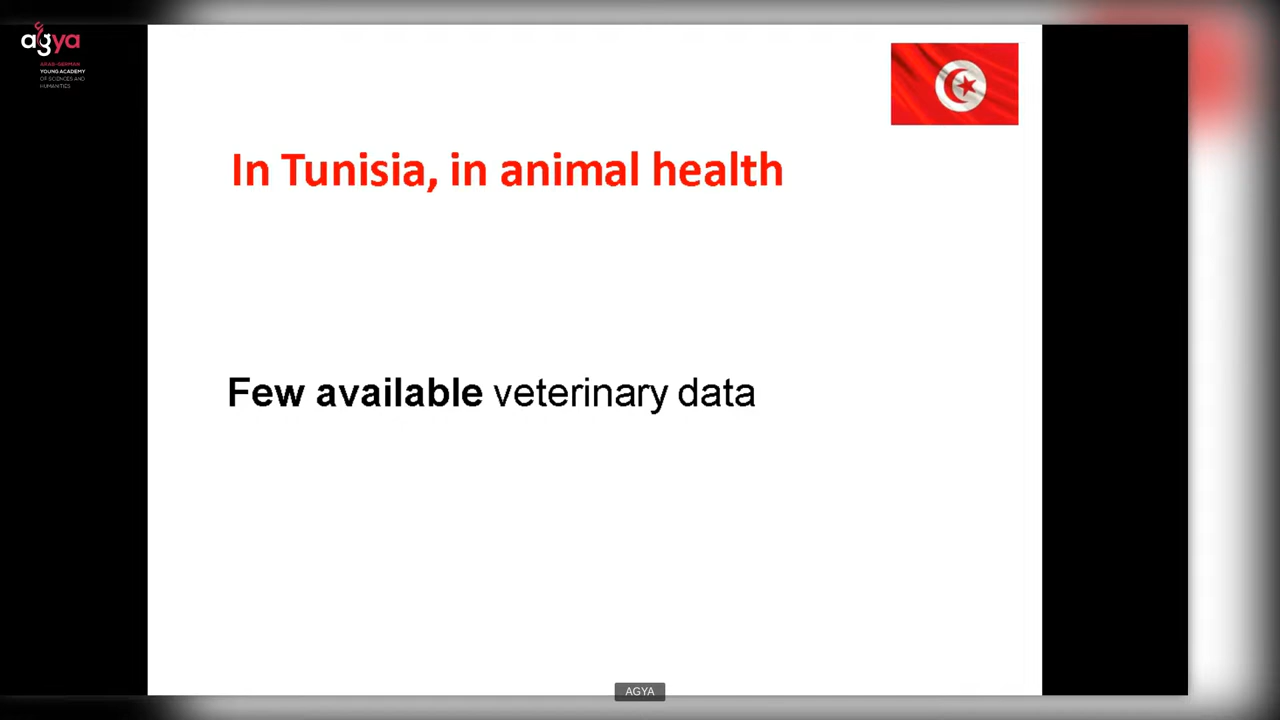 agya
ARAB-GERMAN
YOUNG ACADEMY
OF SCIENCES AND
HUMANITIES
In Tunisia, in animal health
Few available veterinary data
AGYA